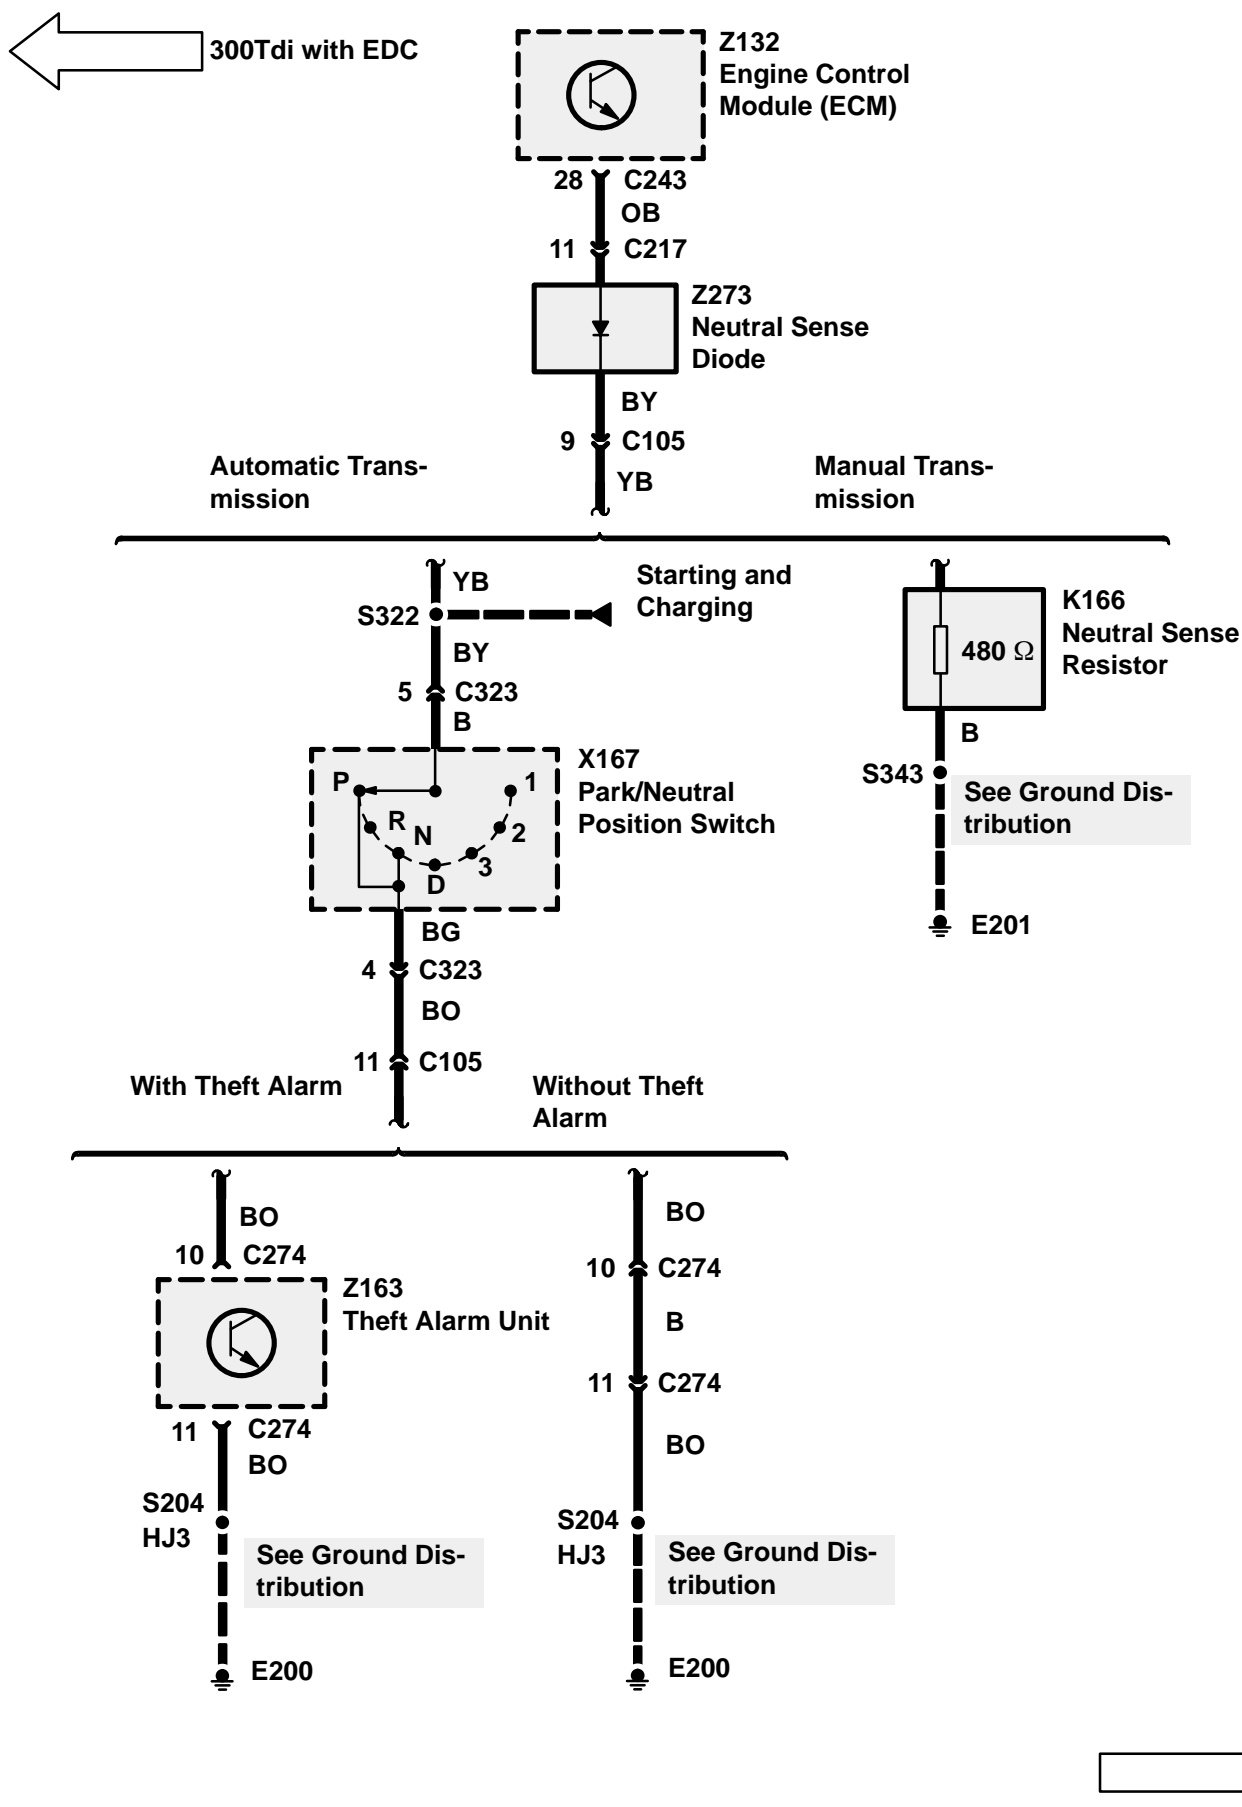 300Tdi with EDC
Z132
Engine Control
Module (ECM)
28 C243
OB
11 C217
Z273
Neutral Sense
Diode
BY
9 C105
YB
Automatic Trans-
mission
Manual Trans-
mission
YB
S322
Starting and
Charging
BY
5 C323
B
K166
Neutral Sense
Resistor
480 Ω
B
S343
See Ground Dis-
tribution
E201
X167
Park/Neutral
Position Switch
P
R
N
D
3
2
1
BG
4 C323
BO
11 C105
With Theft Alarm
Without Theft
Alarm
BO
10 C274
Z163
Theft Alarm Unit
11 C274
BO
S204
HJ3
See Ground Dis-
tribution
E200
BO
10 C274
B
11 C274
BO
S204
HJ3
See Ground Dis-
tribution
E200